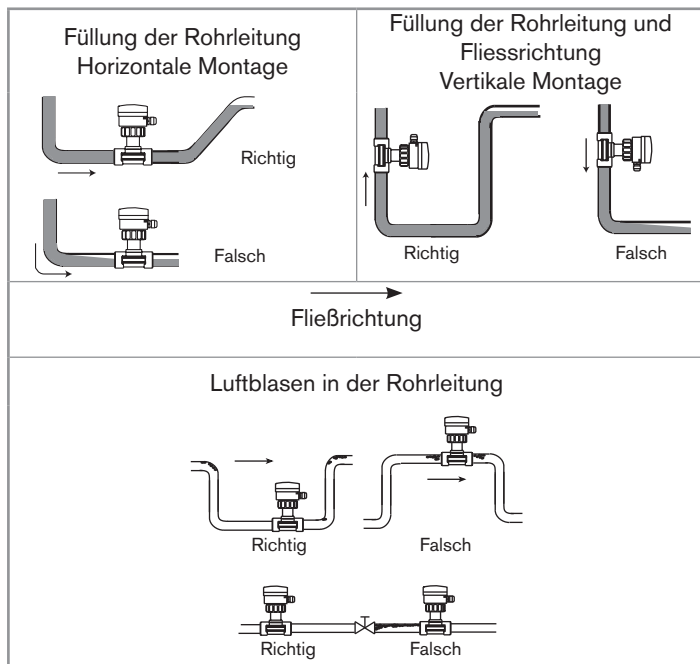 Füllung der Rohrleitung
Horizontale Montage
Richtig
Falsch
Füllung der Rohrleitung und
Fliessrichtung
Vertikale Montage
Richtig
Falsch
Fließrichtung
Luftblasen in der Rohrleitung
Richtig
Falsch
Richtig
Falsch